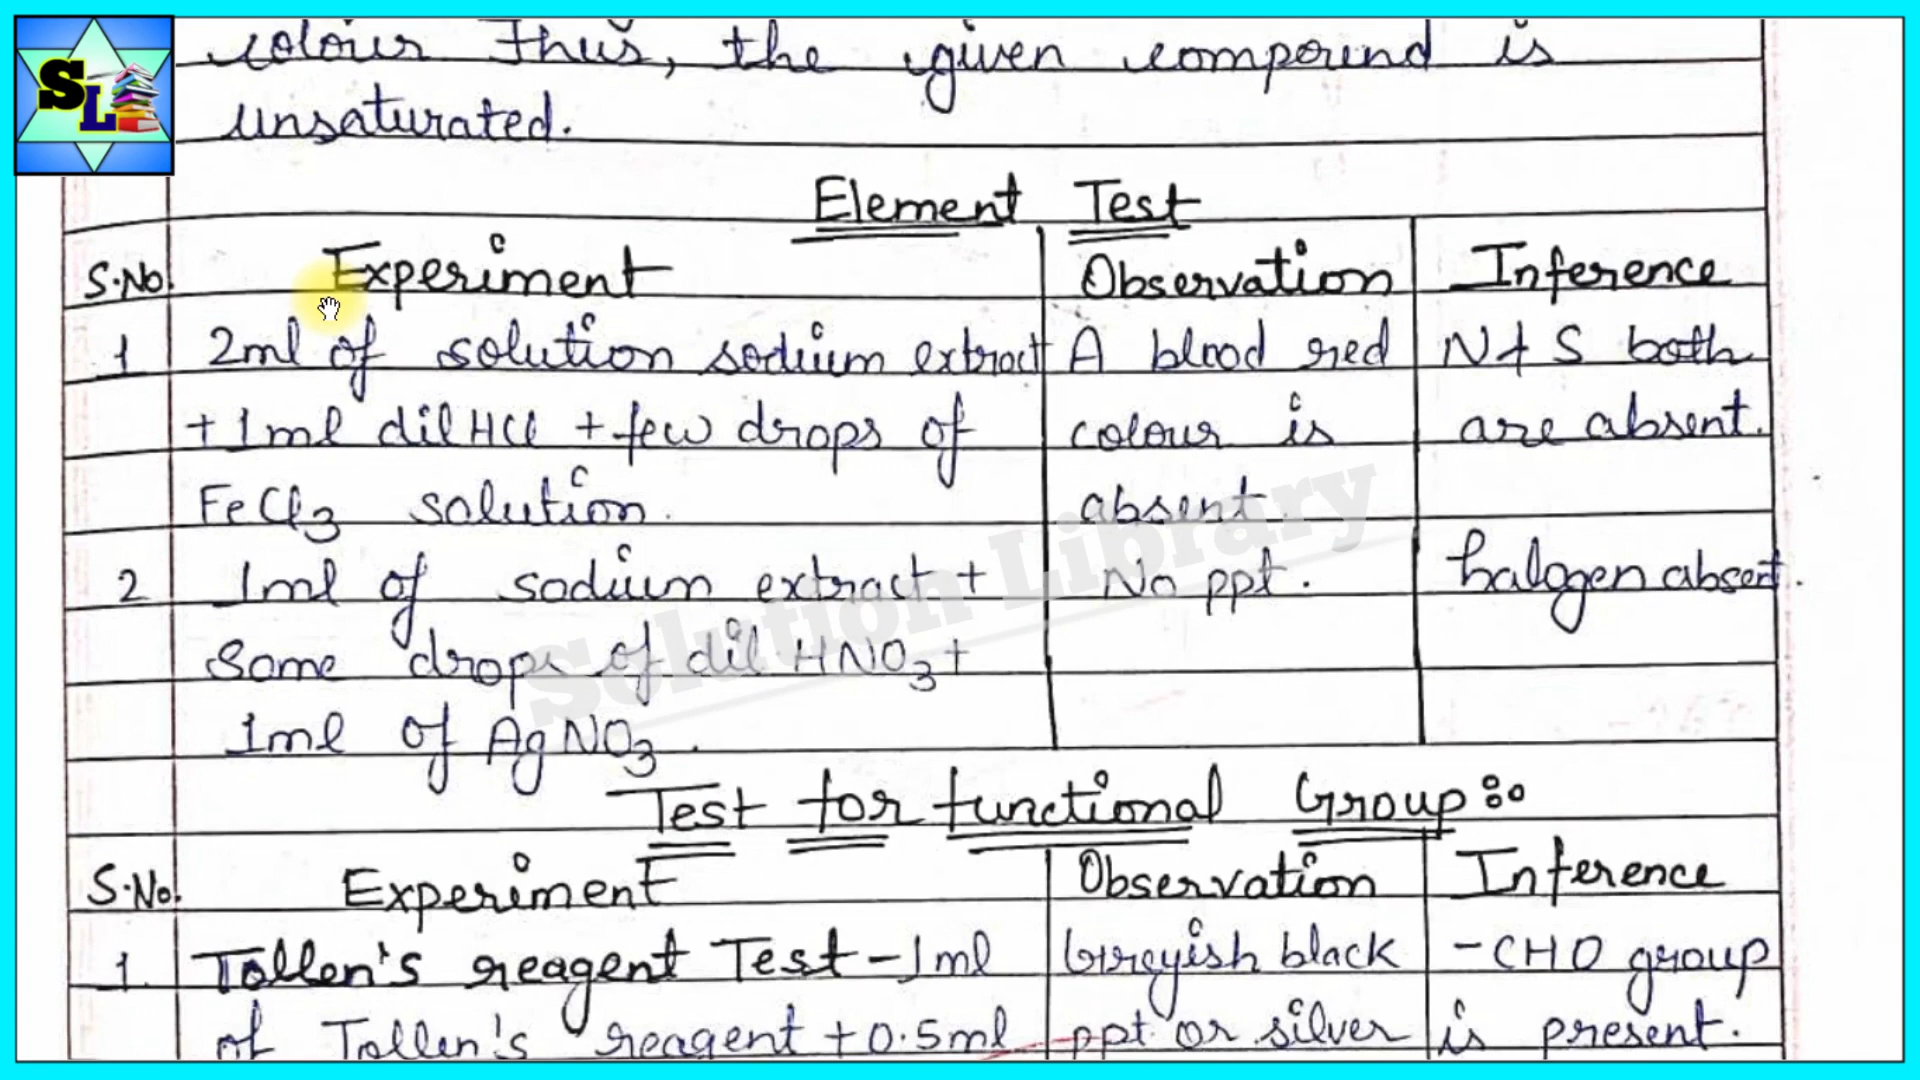 SL
colour Thus, the given compound is
unsaturated.
Element Test
S.No. Experiment Observation Inference
1 2ml of solution sodium extract A blood red N & S both
+ 1ml dil HCl + few drops of colour is are absent.
FeCl3 solution. absent
2 1ml of sodium extract + No ppt. halogen absent.
Some drops of dil HNO3 +
1ml of AgNO3.
Solution Library
Test for functional Group :-
S.No. Experiment Observation Inference
1. Tollen's reagent Test - 1ml Greyish black - CHO group
of Tollen's reagent + 0.5ml ppt. or silver is present.